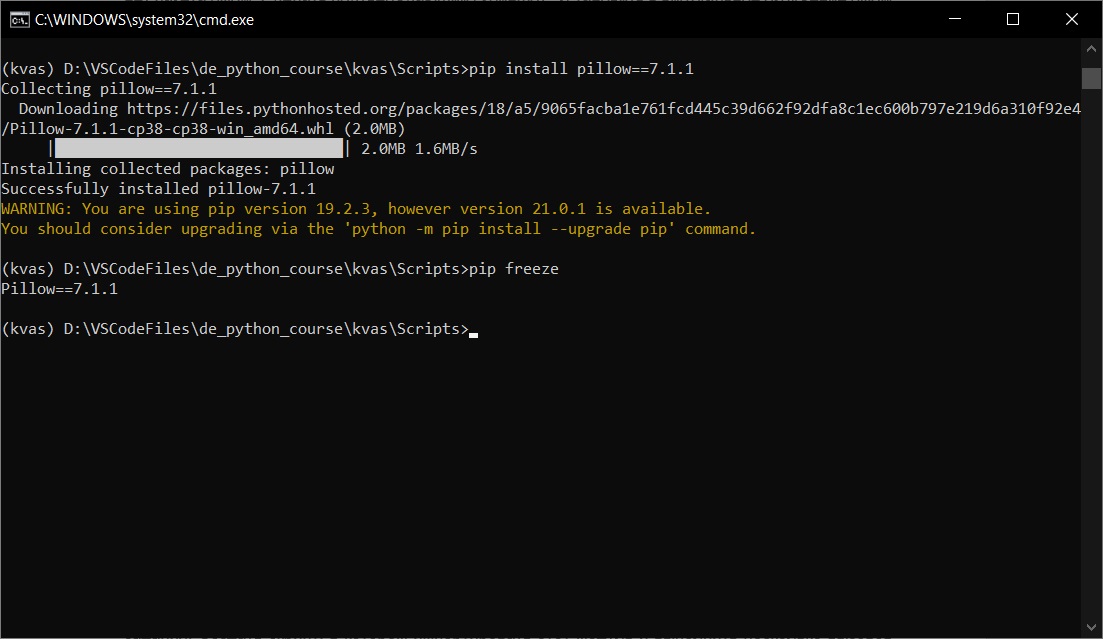 C:\WINDOWS\system32\cmd.exe
(kvas) D:\VSCodeFiles\de_python_course\kvas\Scripts>pip install pillow==7.1.1
Collecting pillow==7.1.1
  Downloading https://files.pythonhosted.org/packages/18/a5/9065facba1e761fcd445c39d662f92dfa8c1ec600b797e219d6a310f92e4
/Pillow-7.1.1-cp38-cp38-win_amd64.whl (2.0MB)
     |████████████████████████████████| 2.0MB 1.6MB/s
Installing collected packages: pillow
Successfully installed pillow-7.1.1
WARNING: You are using pip version 19.2.3, however version 21.0.1 is available.
You should consider upgrading via the 'python -m pip install --upgrade pip' command.
(kvas) D:\VSCodeFiles\de_python_course\kvas\Scripts>pip freeze
Pillow==7.1.1
(kvas) D:\VSCodeFiles\de_python_course\kvas\Scripts>